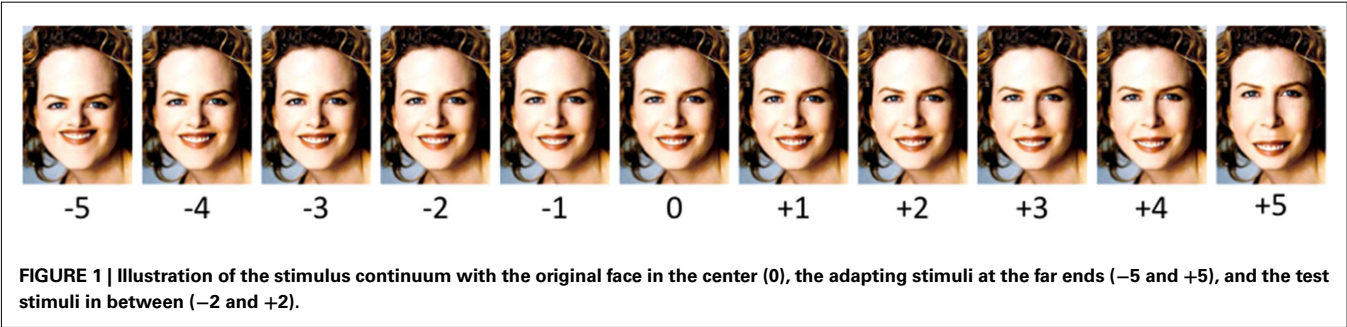 -5 -4 -3 -2 -1 0 +1 +2 +3 +4 +5
FIGURE 1 | Illustration of the stimulus continuum with the original face in the center (0), the adapting stimuli at the far ends (−5 and +5), and the test
stimuli in between (−2 and +2).